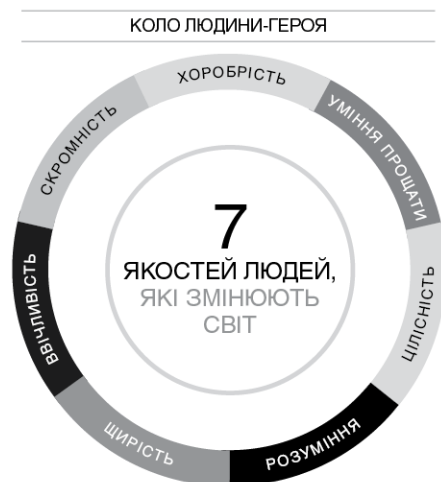 КОЛО ЛЮДИНИ-ГЕРОЯ
ХОРОБРІСТЬ
УМІННЯ ПРОЩАТИ
ЦІЛІСНІСТЬ
РОЗУМІННЯ
ЩИРІСТЬ
ВВІЧЛИВІСТЬ
СКРОМНІСТЬ
7
ЯКОСТЕЙ ЛЮДЕЙ,
ЯКІ ЗМІНЮЮТЬ
СВІТ